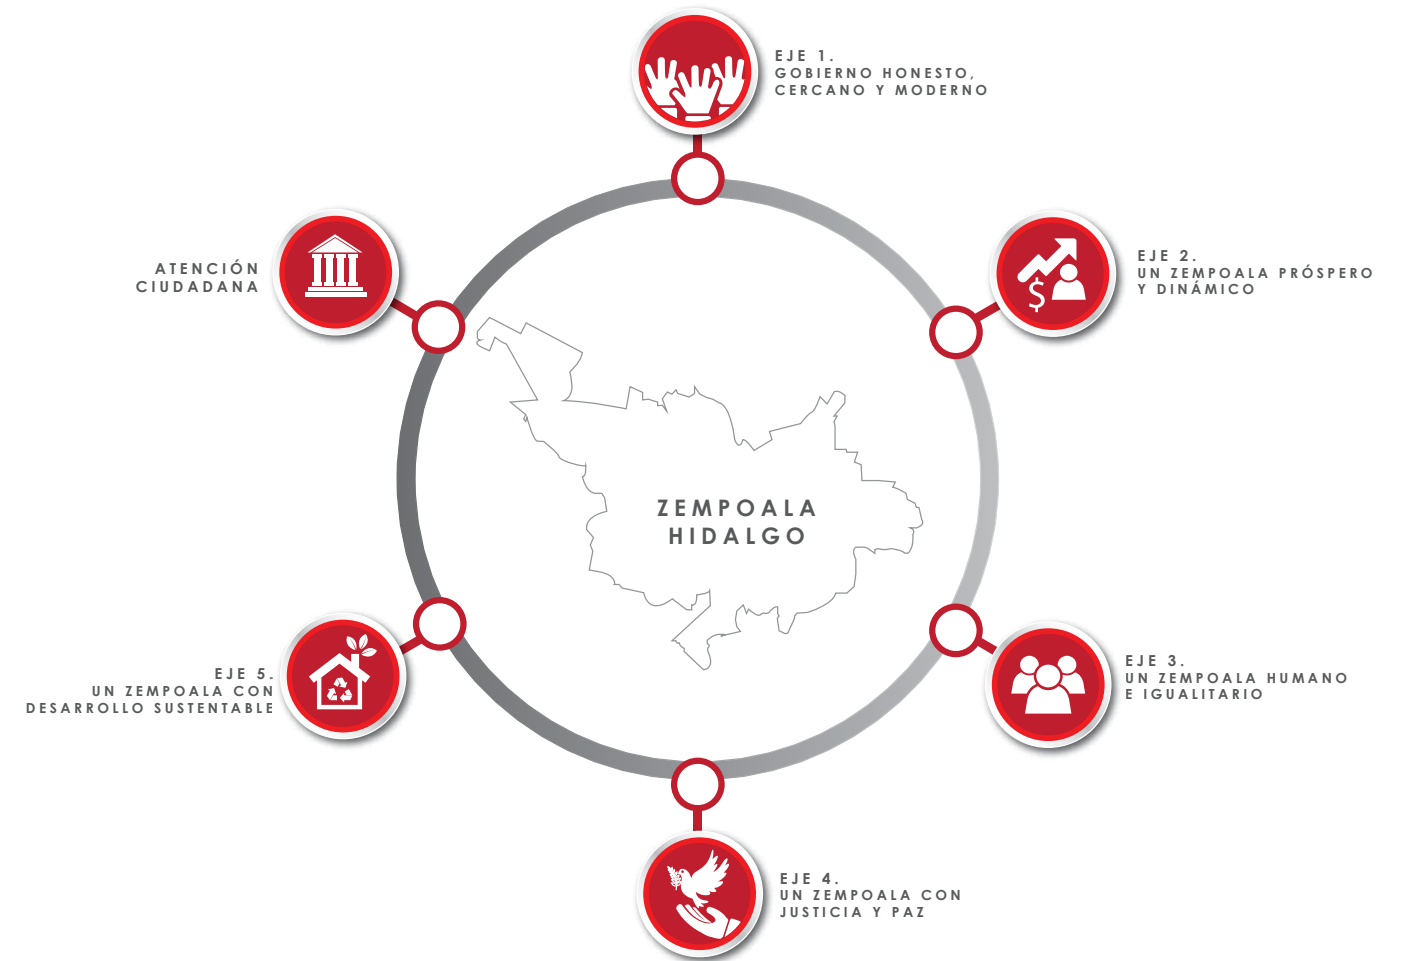 EJE 1.
GOBIERNO HONESTO,
CERCANO Y MODERNO
ATENCIÓN
CIUDADANA
EJE 2.
UN ZEMPOALA PRÓSPERO
Y DINÁMICO
$
ZEMPOALA
HIDALGO
EJE 3.
UN ZEMPOALA HUMANO
E IGUALITARIO
EJE 5.
UN ZEMPOALA CON
DESARROLLO SUSTENTABLE
EJE 4.
UN ZEMPOALA CON
JUSTICIA Y PAZ